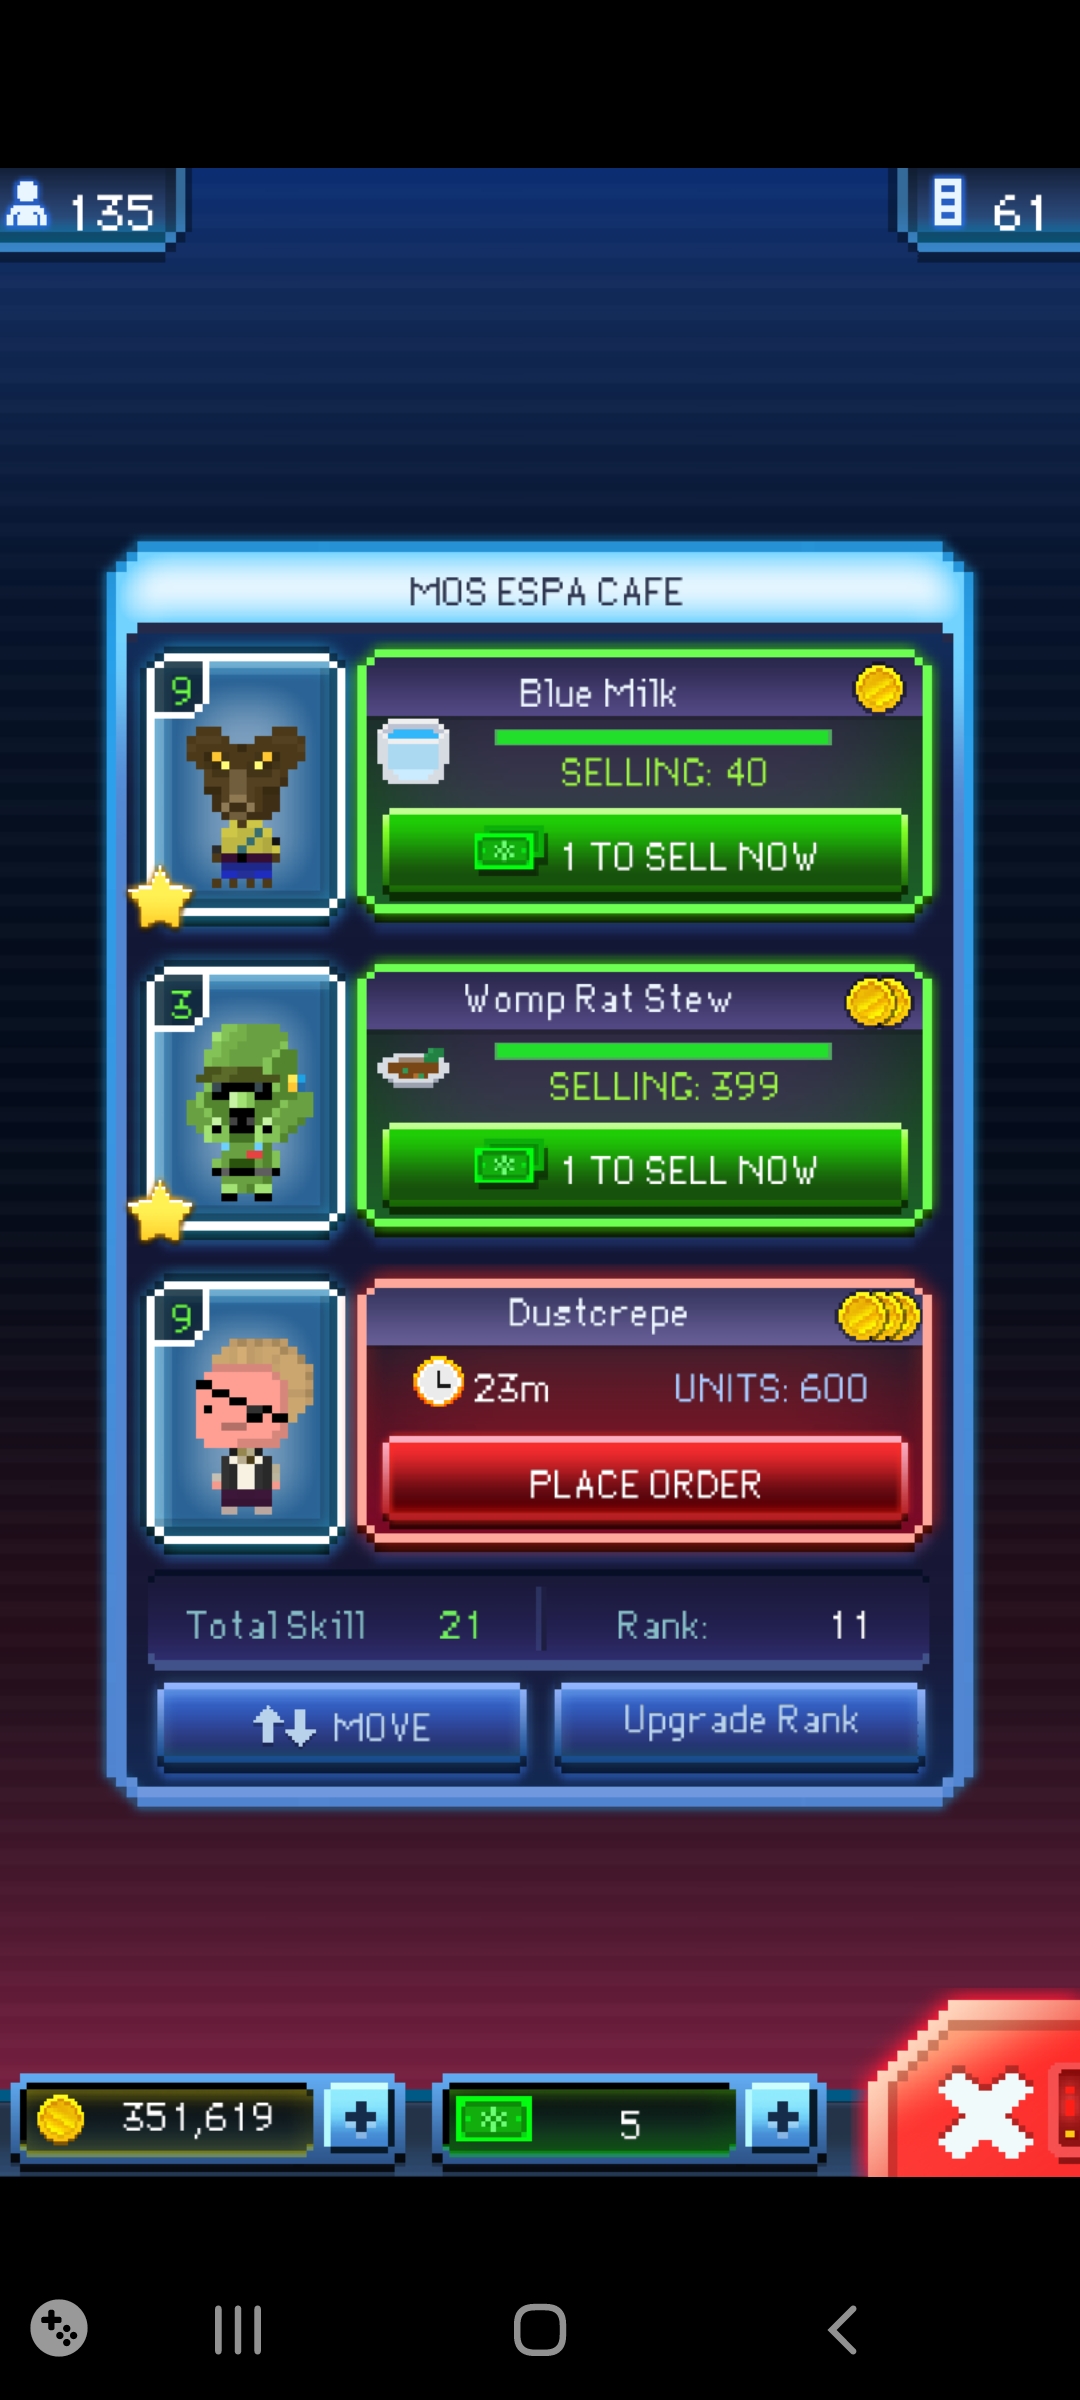 135
61
MOS ESPA CAFE
9
Blue Milk
SELLING: 40
1 TO SELL NOW
3
Womp Rat Stew
SELLING: 399
1 TO SELL NOW
9
Dustcrepe
23m UNITS: 600
PLACE ORDER
Total Skill 21 Rank: 11
MOVE Upgrade Rank
351,619 5